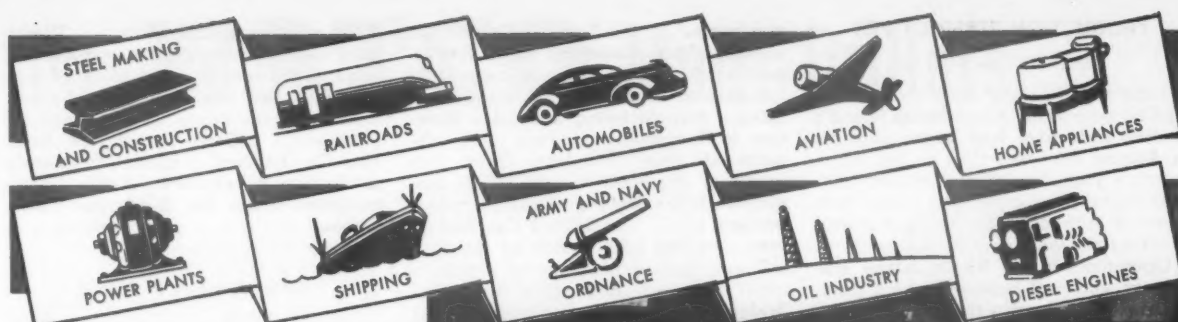 STEEL MAKING
AND CONSTRUCTION
RAILROADS
AUTOMOBILES
AVIATION
HOME APPLIANCES
POWER PLANTS
SHIPPING
ARMY AND NAVY
ORDNANCE
OIL INDUSTRY
DIESEL ENGINES